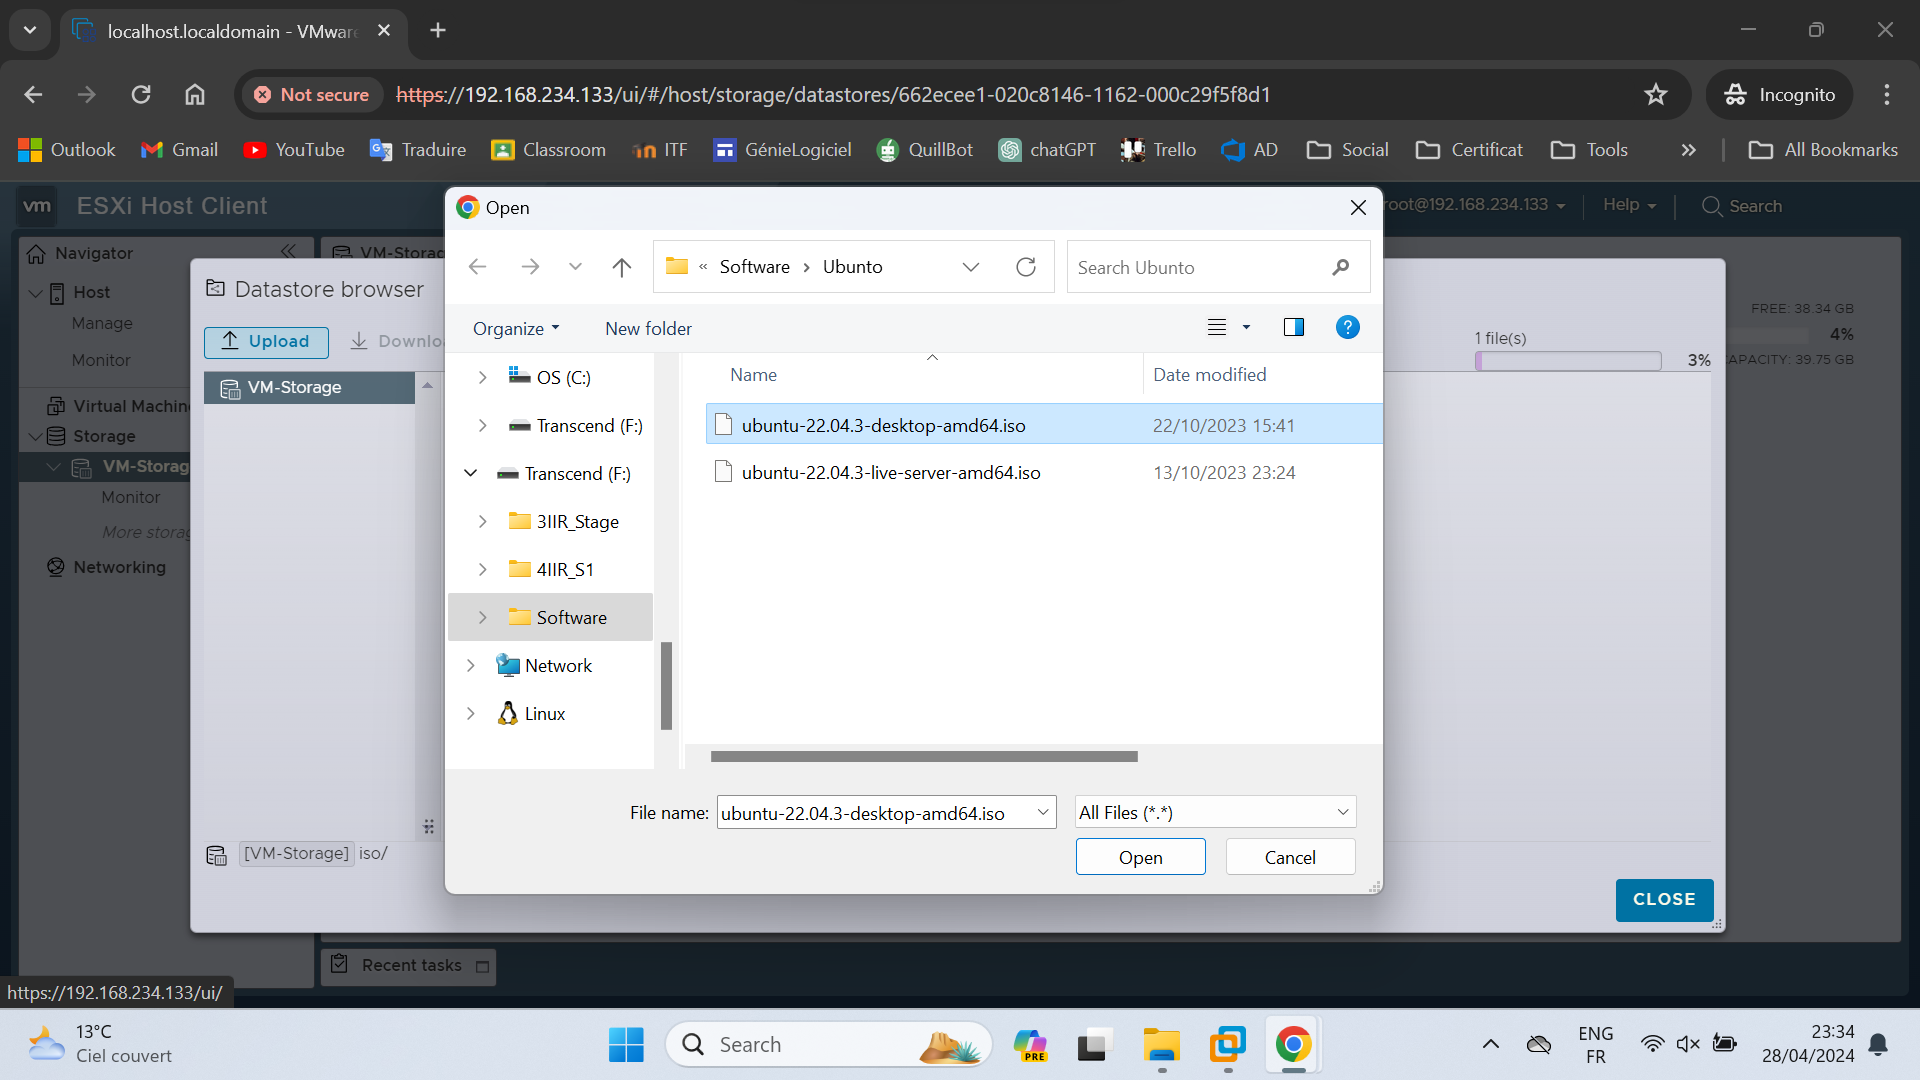 localhost.localdomain - VMware
Not secure
https://192.168.234.133/ui/#/host/storage/datastores/662ecee1-020c8146-1162-000c29f5f8d1
Incognito
Outlook
Gmail
YouTube
Traduire
Classroom
ITF
GénieLogiciel
QuillBot
chatGPT
Trello
AD
Social
Certificat
Tools
»
All Bookmarks
vm
ESXi Host Client
root@192.168.234.133
Help
Search
Navigator
Host
Manage
Monitor
Virtual Machin
Storage
VM-Storag
Monitor
More storag
Networking
VM-Storac
FREE: 38.34 GB
4%
CAPACITY: 39.75 GB
Datastore browser
Upload
Downlo
VM-Storage
1 file(s)
3%
[VM-Storage] iso/
CLOSE
Open
« Software > Ubunto
Search Ubunto
Organize
New folder
OS (C:)
Transcend (F:)
Transcend (F:)
3IIR_Stage
4IIR_S1
Software
Network
Linux
Name
Date modified
ubuntu-22.04.3-desktop-amd64.iso
22/10/2023 15:41
ubuntu-22.04.3-live-server-amd64.iso
13/10/2023 23:24
File name:
ubuntu-22.04.3-desktop-amd64.iso
All Files (*.*)
Open
Cancel
Recent tasks
https://192.168.234.133/ui/
13°C
Ciel couvert
Search
PRE
ENG
FR
23:34
28/04/2024